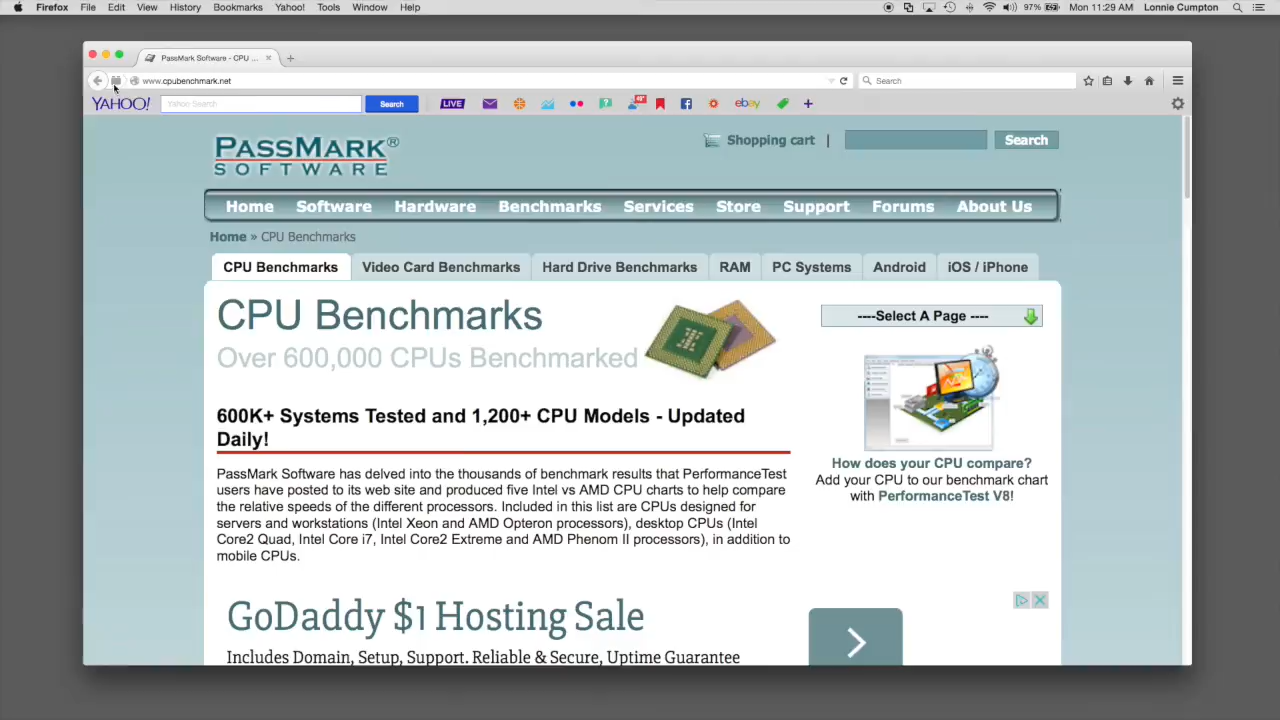 Firefox File Edit View History Bookmarks Yahoo! Tools Window Help 97% Mon 11:29 AM Lonnie Cumpton
PassMark Software - CPU ...
www.cpubenchmark.net Search
YAHOO! Yahoo Search Search LIVE ebay
PASSMARK®
SOFTWARE
Shopping cart | Search
Home Software Hardware Benchmarks Services Store Support Forums About Us
Home » CPU Benchmarks
CPU Benchmarks Video Card Benchmarks Hard Drive Benchmarks RAM PC Systems Android iOS / iPhone
CPU Benchmarks
Over 600,000 CPUs Benchmarked
----Select A Page ----
600K+ Systems Tested and 1,200+ CPU Models - Updated
Daily!
PassMark Software has delved into the thousands of benchmark results that PerformanceTest
users have posted to its web site and produced five Intel vs AMD CPU charts to help compare
the relative speeds of the different processors. Included in this list are CPUs designed for
servers and workstations (Intel Xeon and AMD Opteron processors), desktop CPUs (Intel
Core2 Quad, Intel Core i7, Intel Core2 Extreme and AMD Phenom II processors), in addition to
mobile CPUs.
How does your CPU compare?
Add your CPU to our benchmark chart
with PerformanceTest V8!
GoDaddy $1 Hosting Sale
Includes Domain, Setup, Support. Reliable & Secure, Uptime Guarantee